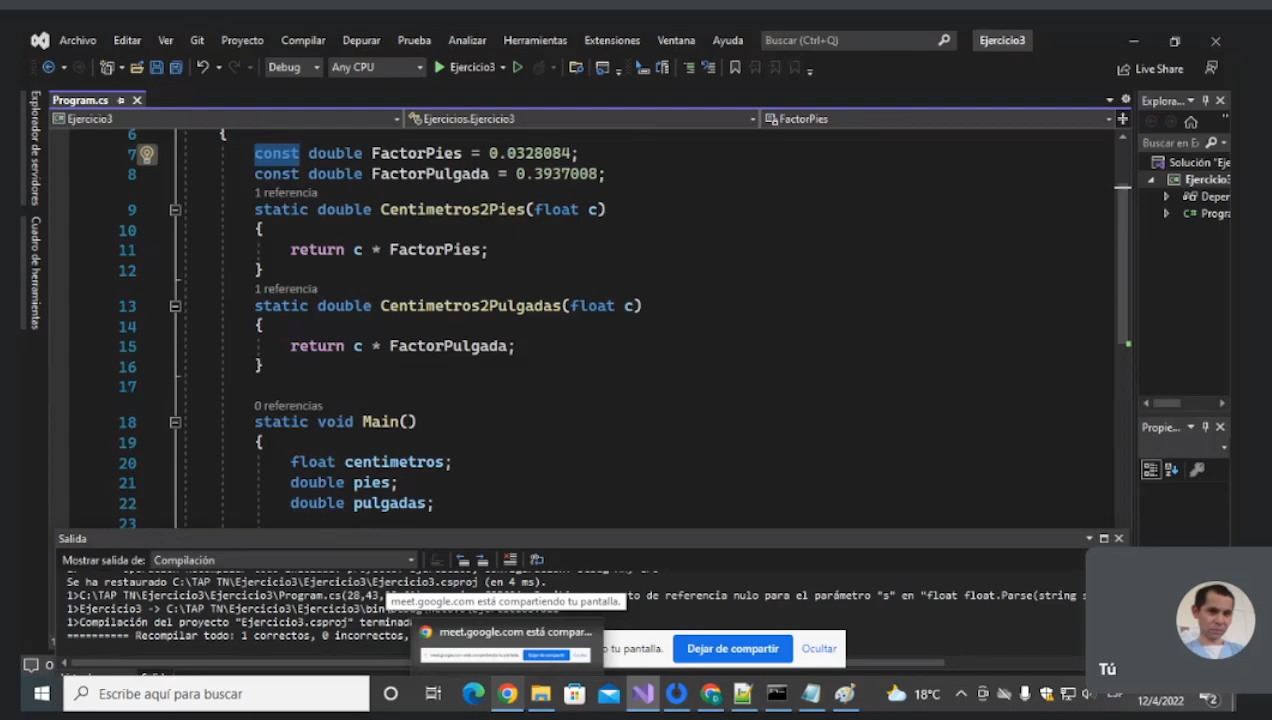 Archivo Editar Ver Git Proyecto Compilar Depurar Prueba Analizar Herramientas Extensiones Ventana Ayuda Buscar (Ctrl+Q) Ejercicio3
Debug Any CPU Ejercicio3 Live Share
Explorador de servidores
Cuadro de herramientas
Program.cs
Ejercicio3 Ejercicios.Ejercicio3 FactorPies
6 {
7 const double FactorPies = 0.0328084;
8 const double FactorPulgada = 0.3937008;
1 referencia
9 static double Centimetros2Pies(float c)
10 {
11 return c * FactorPies;
12 }
1 referencia
13 static double Centimetros2Pulgadas(float c)
14 {
15 return c * FactorPulgada;
16 }
17
0 referencias
18 static void Main()
19 {
20 float centimetros;
21 double pies;
22 double pulgadas;
23
Explora...
Buscar en E
Solución "Eje
Ejercicio3
Deper
C# Progra
Propie...
Salida
Mostrar salida de: Compilación
Se ha restaurado C:\TAP TN\Ejercicio3\Ejercicio3\Ejercicio3.csproj (en 4 ms).
1>C:\TAP TN\Ejercicio3\Ejercicio3\Program.cs(28,43, to de referencia nulo para el parámetro "s" en "float float.Parse(string s
meet.google.com está compartiendo tu pantalla.
1>Ejercicio3 -> C:\TAP TN\Ejercicio3\Ejercicio3\bin
1>Compilación del proyecto "Ejercicio3.csproj" termina
========== Recompilar todo: 1 correctos, 0 incorrectos,
meet.google.com está compar...
tu pantalla. Dejar de compartir Ocultar
Tú
Escribe aquí para buscar
18°C
12/4/2022
2